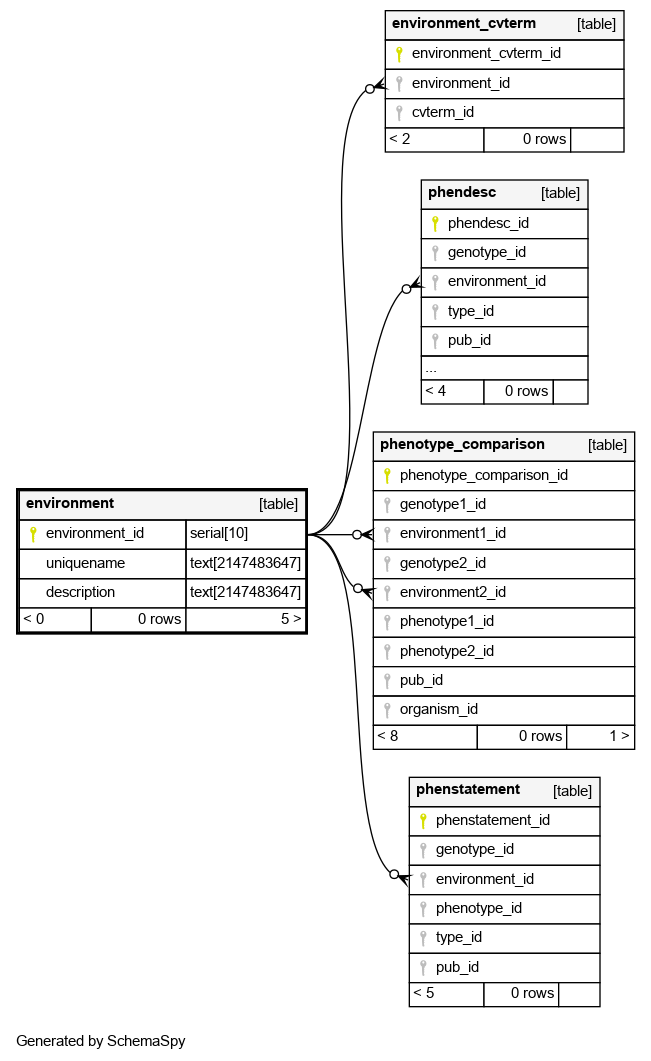 environment_cvterm [table]
environment_cvterm_id
environment_id
cvterm_id
< 2 0 rows
phendesc [table]
phendesc_id
genotype_id
environment_id
type_id
pub_id
...
< 4 0 rows
phenotype_comparison [table]
phenotype_comparison_id
genotype1_id
environment1_id
genotype2_id
environment2_id
phenotype1_id
phenotype2_id
pub_id
organism_id
< 8 0 rows 1 >
environment [table]
environment_id serial[10]
uniquename text[2147483647]
description text[2147483647]
< 0 0 rows 5 >
phenstatement [table]
phenstatement_id
genotype_id
environment_id
phenotype_id
type_id
pub_id
< 5 0 rows
Generated by SchemaSpy